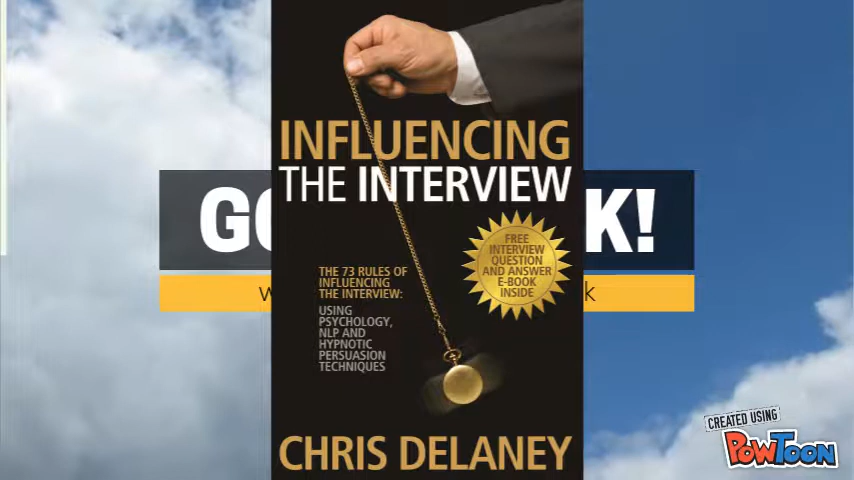 INFLUENCING
THE INTERVIEW
GO
K!
FREE
INTERVIEW
QUESTION
AND ANSWER
E-BOOK
INSIDE
THE 73 RULES OF
INFLUENCING
THE INTERVIEW:
w
k
USING
PSYCHOLOGY,
NLP AND
HYPNOTIC
PERSUASION
TECHNIQUES
CHRIS DELANEY
CREATED USING
POWTOON